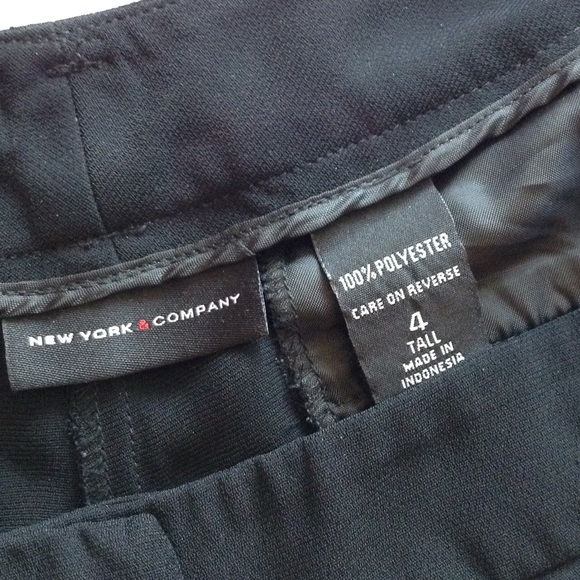 NEW YORK & COMPANY
100% POLYESTER
CARE ON REVERSE
4
TALL
MADE IN
INDONESIA